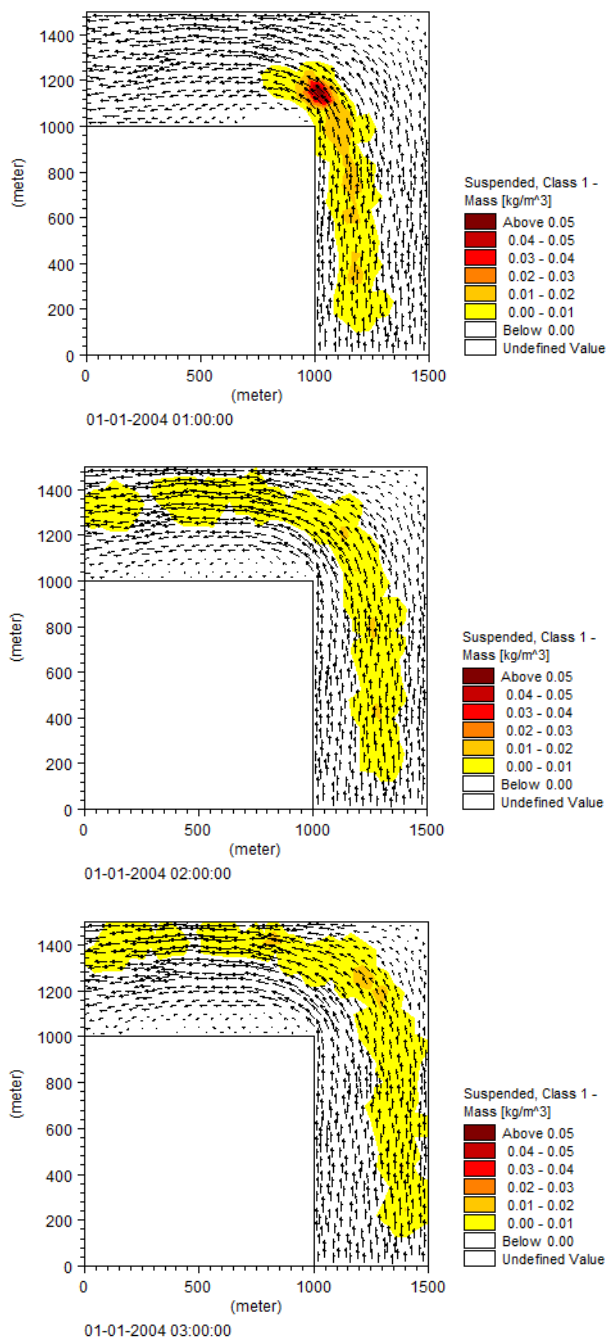 1400
1200
1000
800
600
400
200
0
(meter)
0 500 1000 1500
(meter)
01-01-2004 01:00:00
Suspended, Class 1 -
Mass [kg/m^3]
Above 0.05
0.04 - 0.05
0.03 - 0.04
0.02 - 0.03
0.01 - 0.02
0.00 - 0.01
Below 0.00
Undefined Value
1400
1200
1000
800
600
400
200
0
(meter)
0 500 1000 1500
(meter)
01-01-2004 02:00:00
Suspended, Class 1 -
Mass [kg/m^3]
Above 0.05
0.04 - 0.05
0.03 - 0.04
0.02 - 0.03
0.01 - 0.02
0.00 - 0.01
Below 0.00
Undefined Value
1400
1200
1000
800
600
400
200
0
(meter)
0 500 1000 1500
(meter)
01-01-2004 03:00:00
Suspended, Class 1 -
Mass [kg/m^3]
Above 0.05
0.04 - 0.05
0.03 - 0.04
0.02 - 0.03
0.01 - 0.02
0.00 - 0.01
Below 0.00
Undefined Value